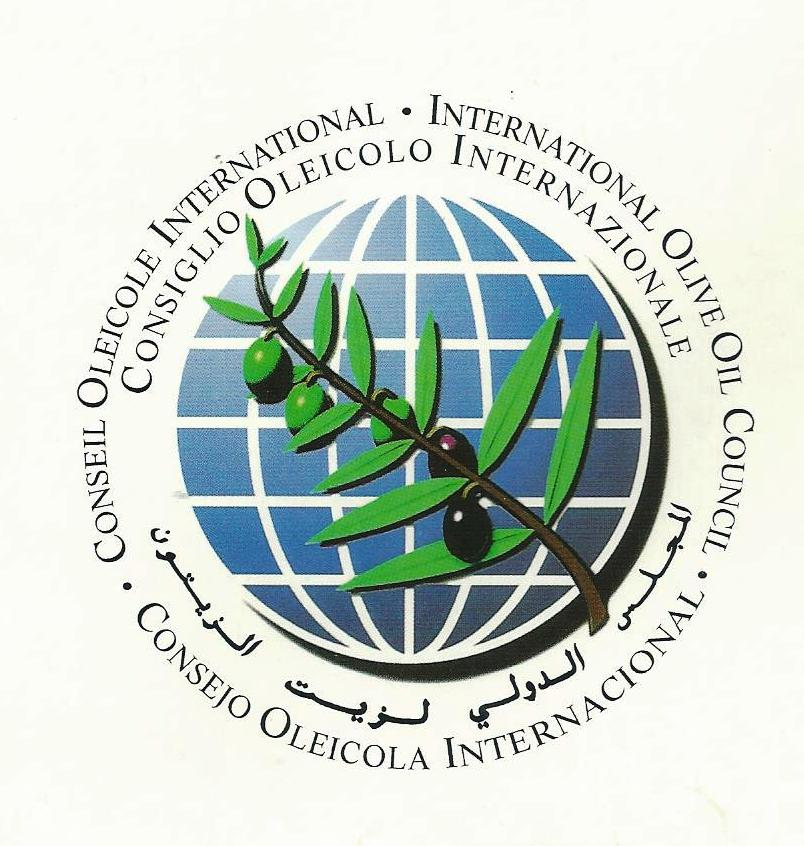 CONSEIL OLEICOLE INTERNATIONAL • INTERNATIONAL OLIVE OIL COUNCIL •
CONSIGLIO OLEICOLO INTERNAZIONALE
المجلس الدولي لزيت الزيتون
CONSEJO OLEICOLA INTERNACIONAL •